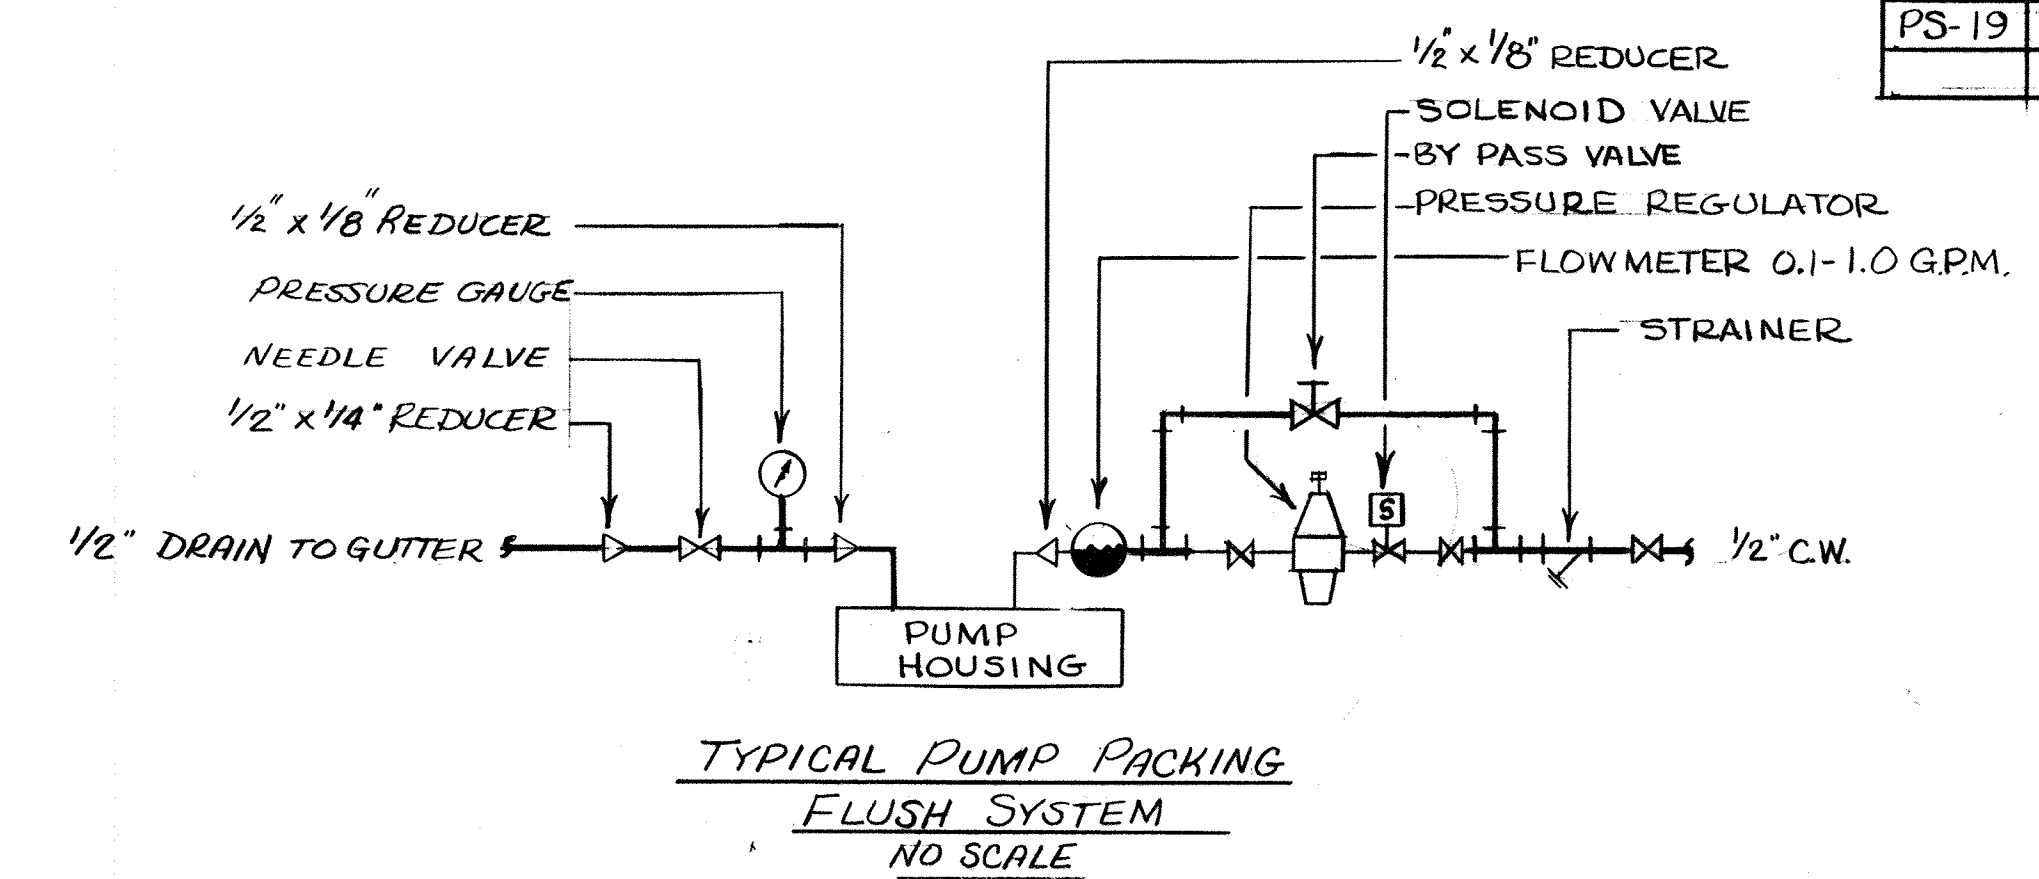 PS-19
1/2" x 1/8" REDUCER
SOLENOID VALVE
BY PASS VALVE
PRESSURE REGULATOR
FLOWMETER 0.1-1.0 G.P.M.
STRAINER
1/2" x 1/8" REDUCER
PRESSURE GAUGE
NEEDLE VALVE
1/2" x 1/4" REDUCER
1/2" DRAIN TO GUTTER
S
1/2" C.W.
PUMP
HOUSING
TYPICAL PUMP PACKING
FLUSH SYSTEM
NO SCALE